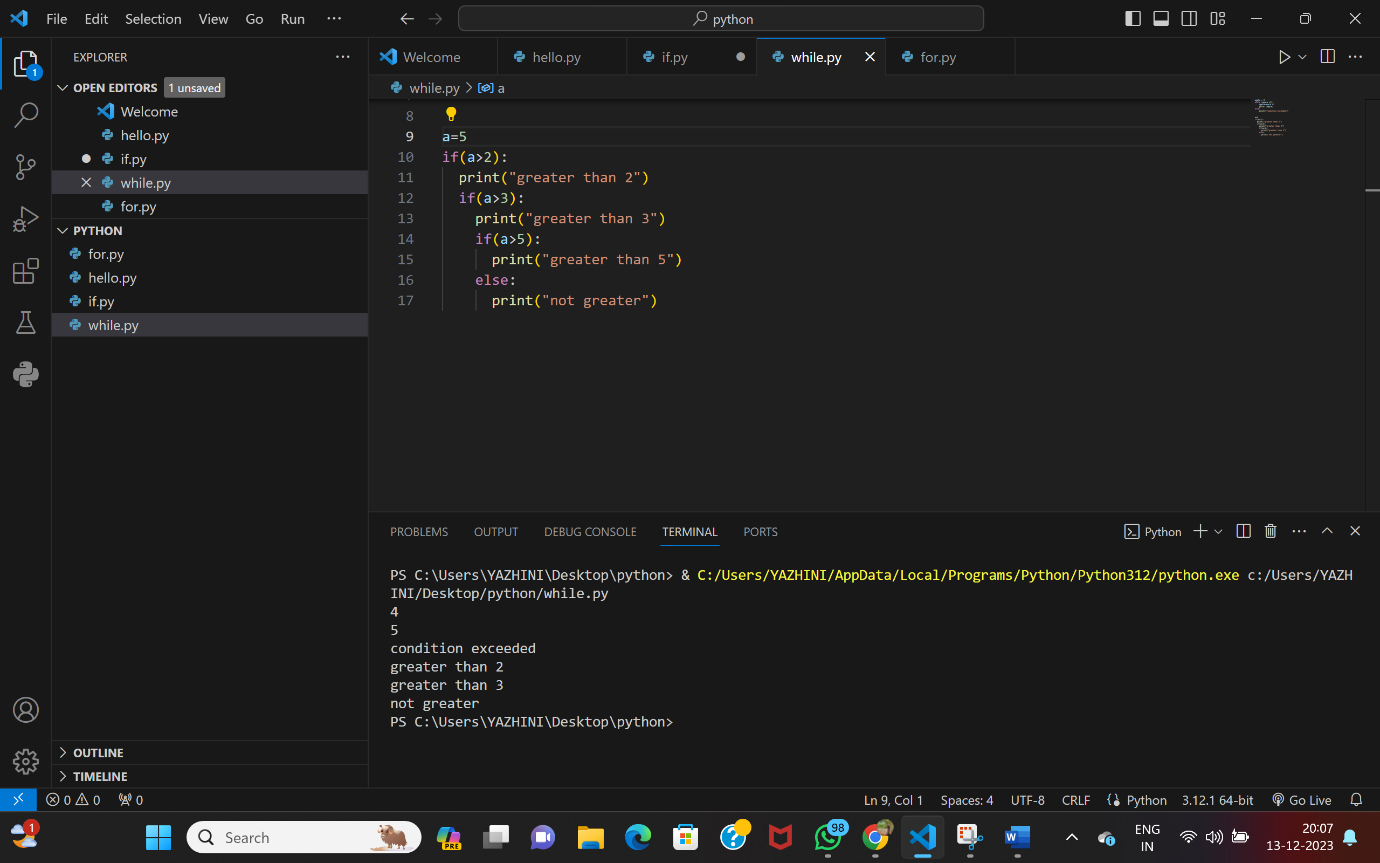 File Edit Selection View Go Run ··· python
EXPLORER ···
OPEN EDITORS 1 unsaved
Welcome
hello.py
if.py
while.py
for.py
PYTHON
for.py
hello.py
if.py
while.py
OUTLINE
TIMELINE
1
Welcome hello.py if.py while.py for.py
while.py > a
8
9 a=5
10 if(a>2):
11 print("greater than 2")
12 if(a>3):
13 print("greater than 3")
14 if(a>5):
15 print("greater than 5")
16 else:
17 print("not greater")
PROBLEMS OUTPUT DEBUG CONSOLE TERMINAL PORTS Python
PS C:\Users\YAZHINI\Desktop\python> & C:/Users/YAZHINI/AppData/Local/Programs/Python/Python312/python.exe c:/Users/YAZH
INI/Desktop/python/while.py
4
5
condition exceeded
greater than 2
greater than 3
not greater
PS C:\Users\YAZHINI\Desktop\python>
0 0 0 Ln 9, Col 1 Spaces: 4 UTF-8 CRLF Python 3.12.1 64-bit Go Live
1 Search PRE 98 ENG 20:07
IN 13-12-2023